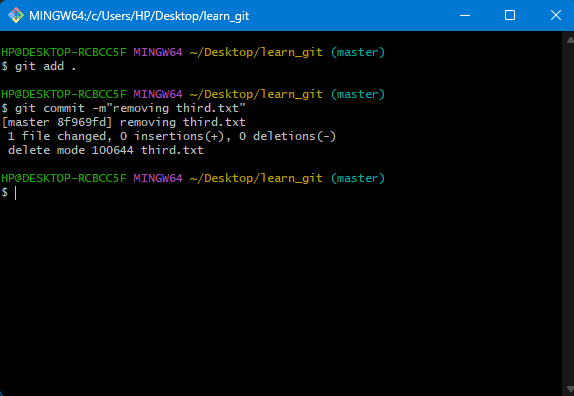 MINGW64:/c/Users/HP/Desktop/learn_git
HP@DESKTOP-RCBCC5F MINGW64 ~/Desktop/learn_git (master)
$ git add .
HP@DESKTOP-RCBCC5F MINGW64 ~/Desktop/learn_git (master)
$ git commit -m"removing third.txt"
[master 8f969fd] removing third.txt
 1 file changed, 0 insertions(+), 0 deletions(-)
 delete mode 100644 third.txt
HP@DESKTOP-RCBCC5F MINGW64 ~/Desktop/learn_git (master)
$